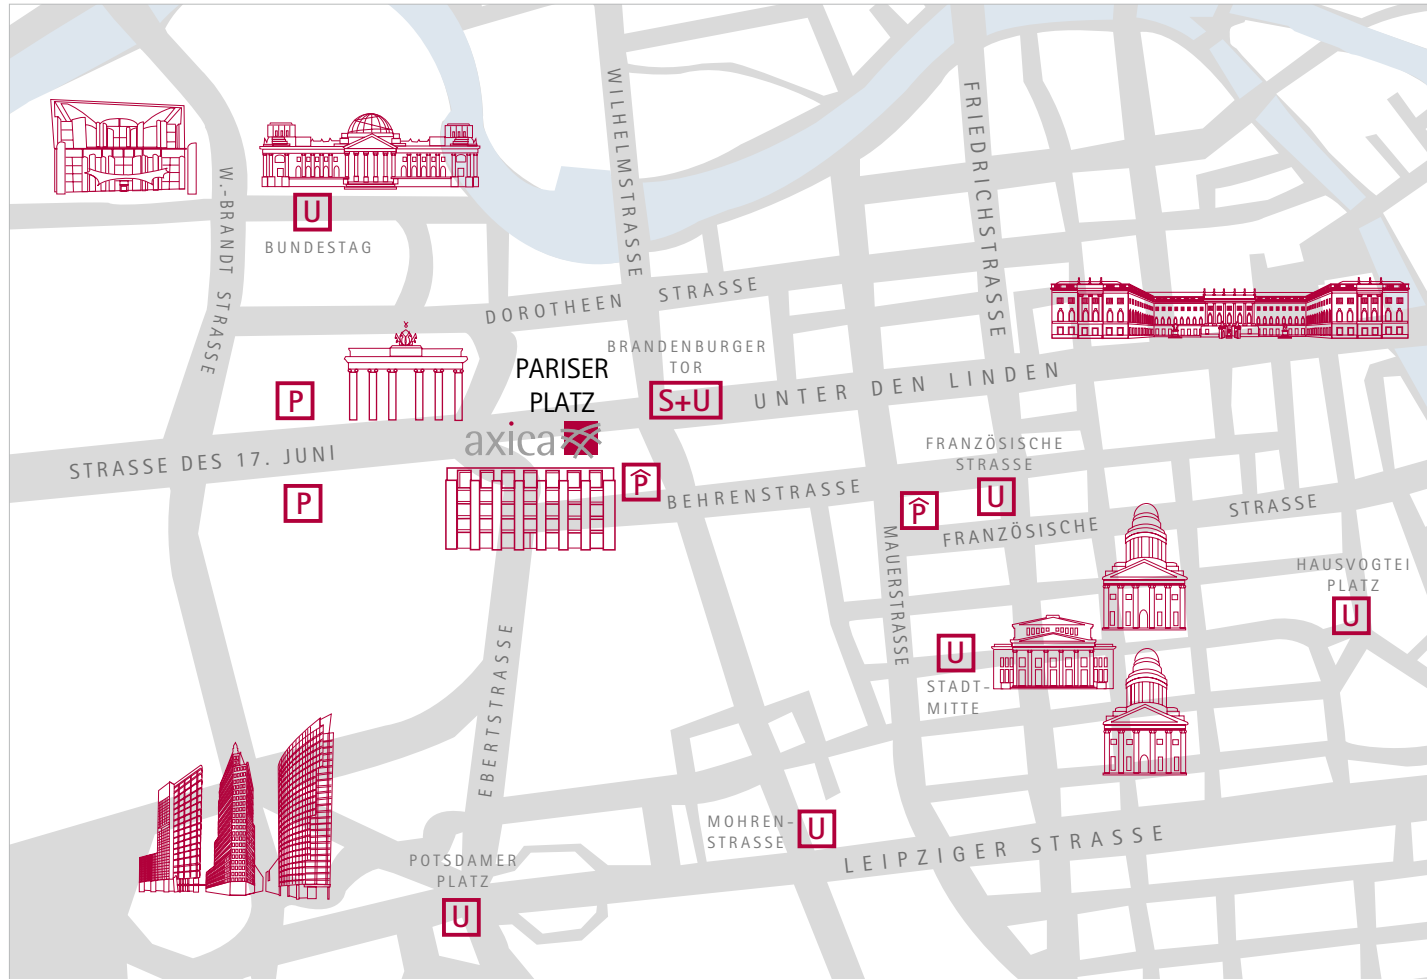 WILHELMSTRASSE
FRIEDRICHSTRASSE
W.-BRANDT STRASSE
U
BUNDESTAG
DOROTHEEN STRASSE
BRANDENBURGER
TOR
S+U
PARISER
PLATZ
axica
UNTER DEN LINDEN
P
STRASSE DES 17. JUNI
P
P
BEHRENSTRASSE
FRANZÖSISCHE
STRASSE
U
P
FRANZÖSISCHE STRASSE
MAUERSTRASSE
HAUSVOGTEI
PLATZ
U
U
STADT-
MITTE
EBERTSTRASSE
MOHREN-
STRASSE
U
LEIPZIGER STRASSE
POTSDAMER
PLATZ
U